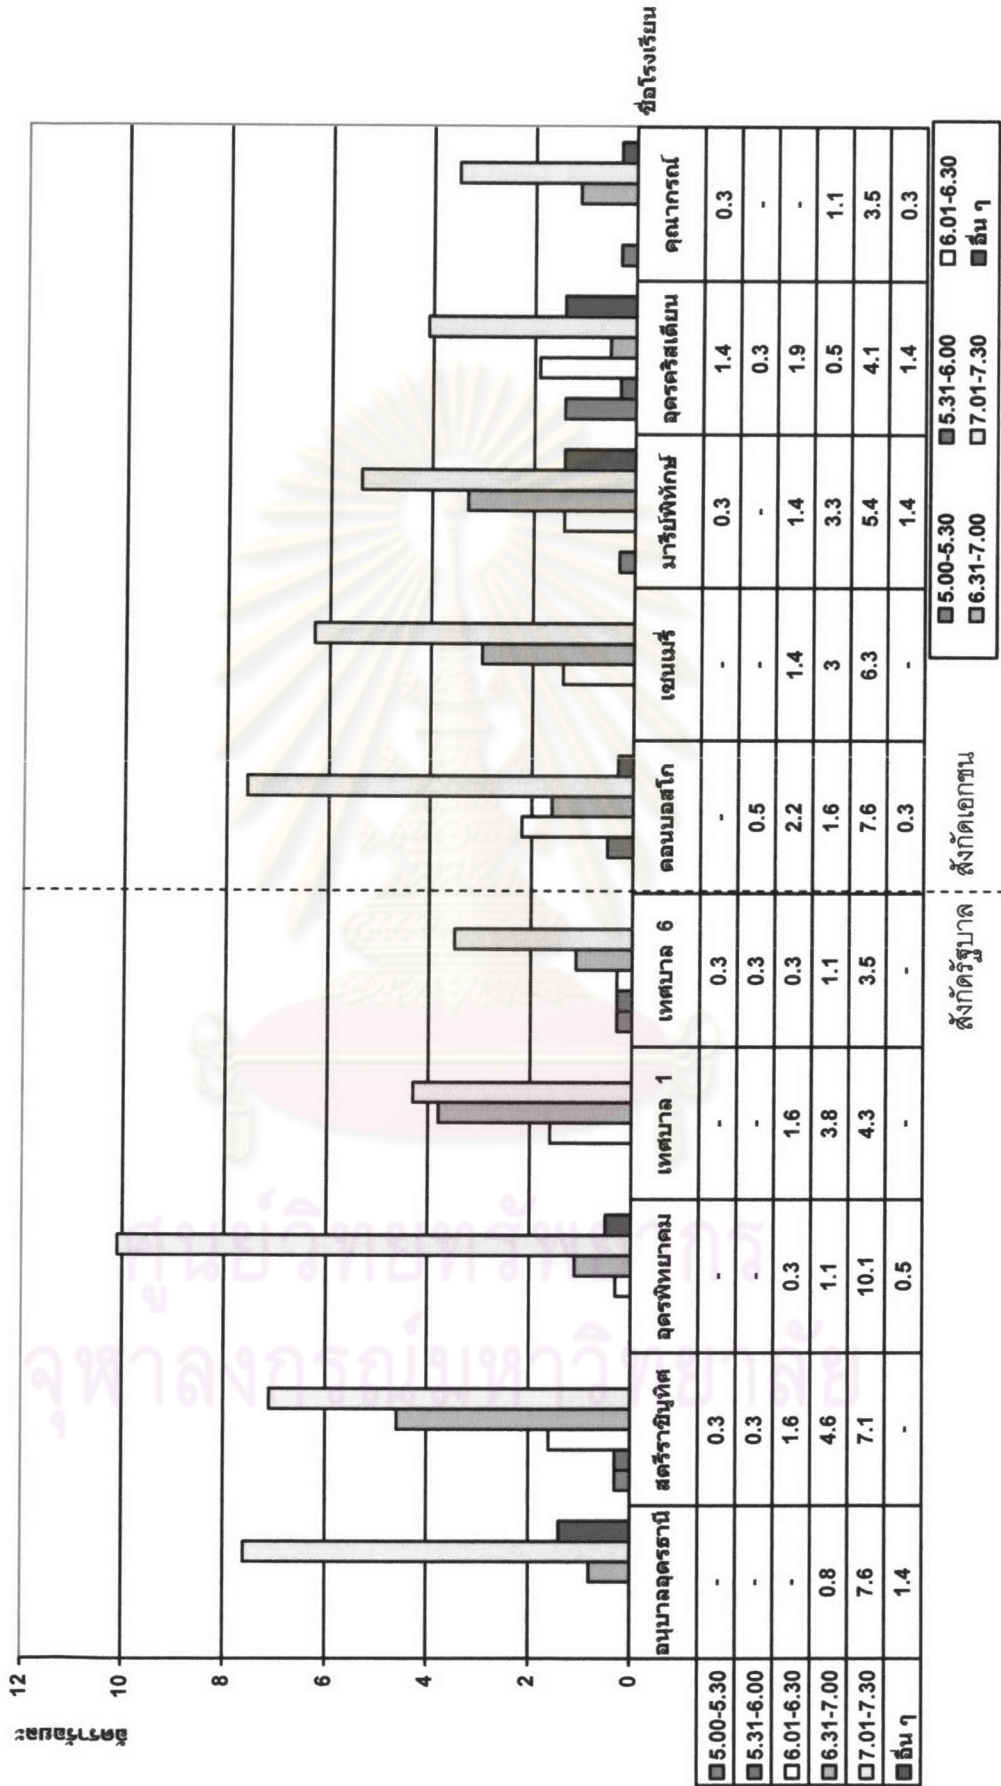 อัตราร้อยละ
12
10
8
6
4
2
0
ชื่อโรงเรียน
อนุบาลอุดรธานี สตรีราชินูทิศ อุดรพิทยาคม เทศบาล 1 เทศบาล 6 ดอนบอสโก เซนเมรี่ มารีย์พิทักษ์ อุดรคริสเตียน คุณากรณ์
5.00-5.30 - 0.3 - - 0.3 - - 0.3 1.4 0.3
5.31-6.00 - 0.3 - - 0.3 0.5 - - 0.3 -
6.01-6.30 - 1.6 0.3 1.6 0.3 2.2 1.4 1.4 1.9 -
6.31-7.00 0.8 4.6 1.1 3.8 1.1 1.6 3 3.3 0.5 1.1
7.01-7.30 7.6 7.1 10.1 4.3 3.5 7.6 6.3 5.4 4.1 3.5
อื่น ๆ 1.4 - 0.5 - - 0.3 - 1.4 1.4 0.3
สังกัดรัฐบาล สังกัดเอกชน
5.00-5.30 5.31-6.00 6.01-6.30
6.31-7.00 7.01-7.30 อื่น ๆ
ศูนย์วิทยทรัพยากร
จุฬาลงกรณ์มหาวิทยาลัย